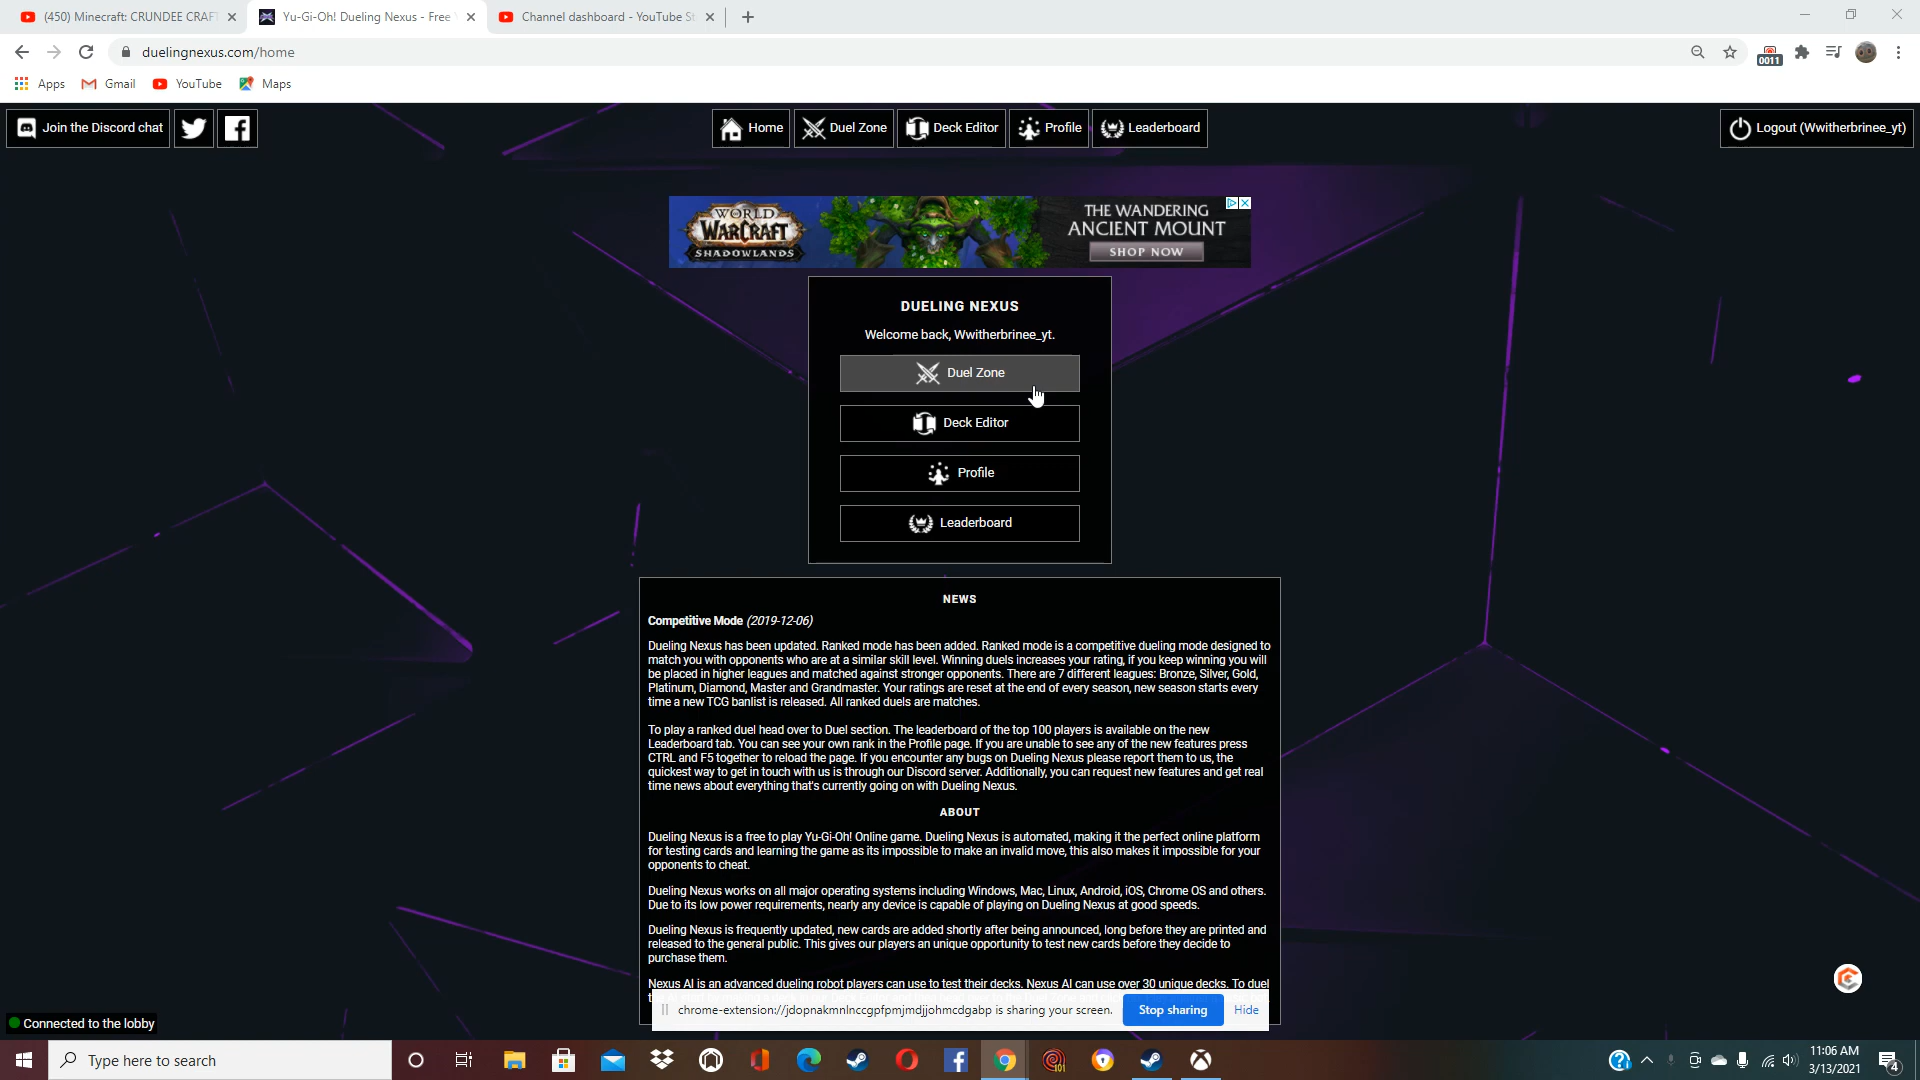 (450) Minecraft: CRUNDEE CRAF
Yu-Gi-Oh! Dueling Nexus - Free
Channel dashboard - YouTube St
duelingnexus.com/home
0011
Apps
Gmail
YouTube
Maps
Join the Discord chat
Home
Duel Zone
Deck Editor
Profile
Leaderboard
Logout (Wwitherbrinee_yt)
WORLD
WARCRAFT
SHADOWLANDS
THE WANDERING
ANCIENT MOUNT
SHOP NOW
DUELING NEXUS
Welcome back, Wwitherbrinee_yt.
Duel Zone
Deck Editor
Profile
Leaderboard
NEWS
Competitive Mode (2019-12-06)
Dueling Nexus has been updated. Ranked mode has been added. Ranked mode is a competitive dueling mode designed to
match you with opponents who are at a similar skill level. Winning duels increases your rating, if you keep winning you will
be placed in higher leagues and matched against stronger opponents. There are 7 different leagues: Bronze, Silver, Gold,
Platinum, Diamond, Master and Grandmaster. Your ratings are reset at the end of every season, new season starts every
time a new TCG banlist is released. All ranked duels are matches.
To play a ranked duel head over to Duel section. The leaderboard of the top 100 players is available on the new
Leaderboard tab. You can see your own rank in the Profile page. If you are unable to see any of the new features press
CTRL and F5 together to reload the page. If you encounter any bugs on Dueling Nexus please report them to us, the
quickest way to get in touch with us is through our Discord server. Additionally, you can request new features and get real
time news about everything that's currently going on with Dueling Nexus.
ABOUT
Dueling Nexus is a free to play Yu-Gi-Oh! Online game. Dueling Nexus is automated, making it the perfect online platform
for testing cards and learning the game as its impossible to make an invalid move, this also makes it impossible for your
opponents to cheat.
Dueling Nexus works on all major operating systems including Windows, Mac, Linux, Android, iOS, Chrome OS and others.
Due to its low power requirements, nearly any device is capable of playing on Dueling Nexus at good speeds.
Dueling Nexus is frequently updated, new cards are added shortly after being announced, long before they are printed and
released to the general public. This gives our players an unique opportunity to test new cards before they decide to
purchase them.
Nexus AI is an advanced dueling robot players can use to test their decks. Nexus AI can use over 30 unique decks. To duel
chrome-extension://jdopnakmnlnccgpfpmjmdjjohmcdgabp is sharing your screen.
Stop sharing
Hide
Connected to the lobby
Type here to search
101
11:06 AM
3/13/2021
4